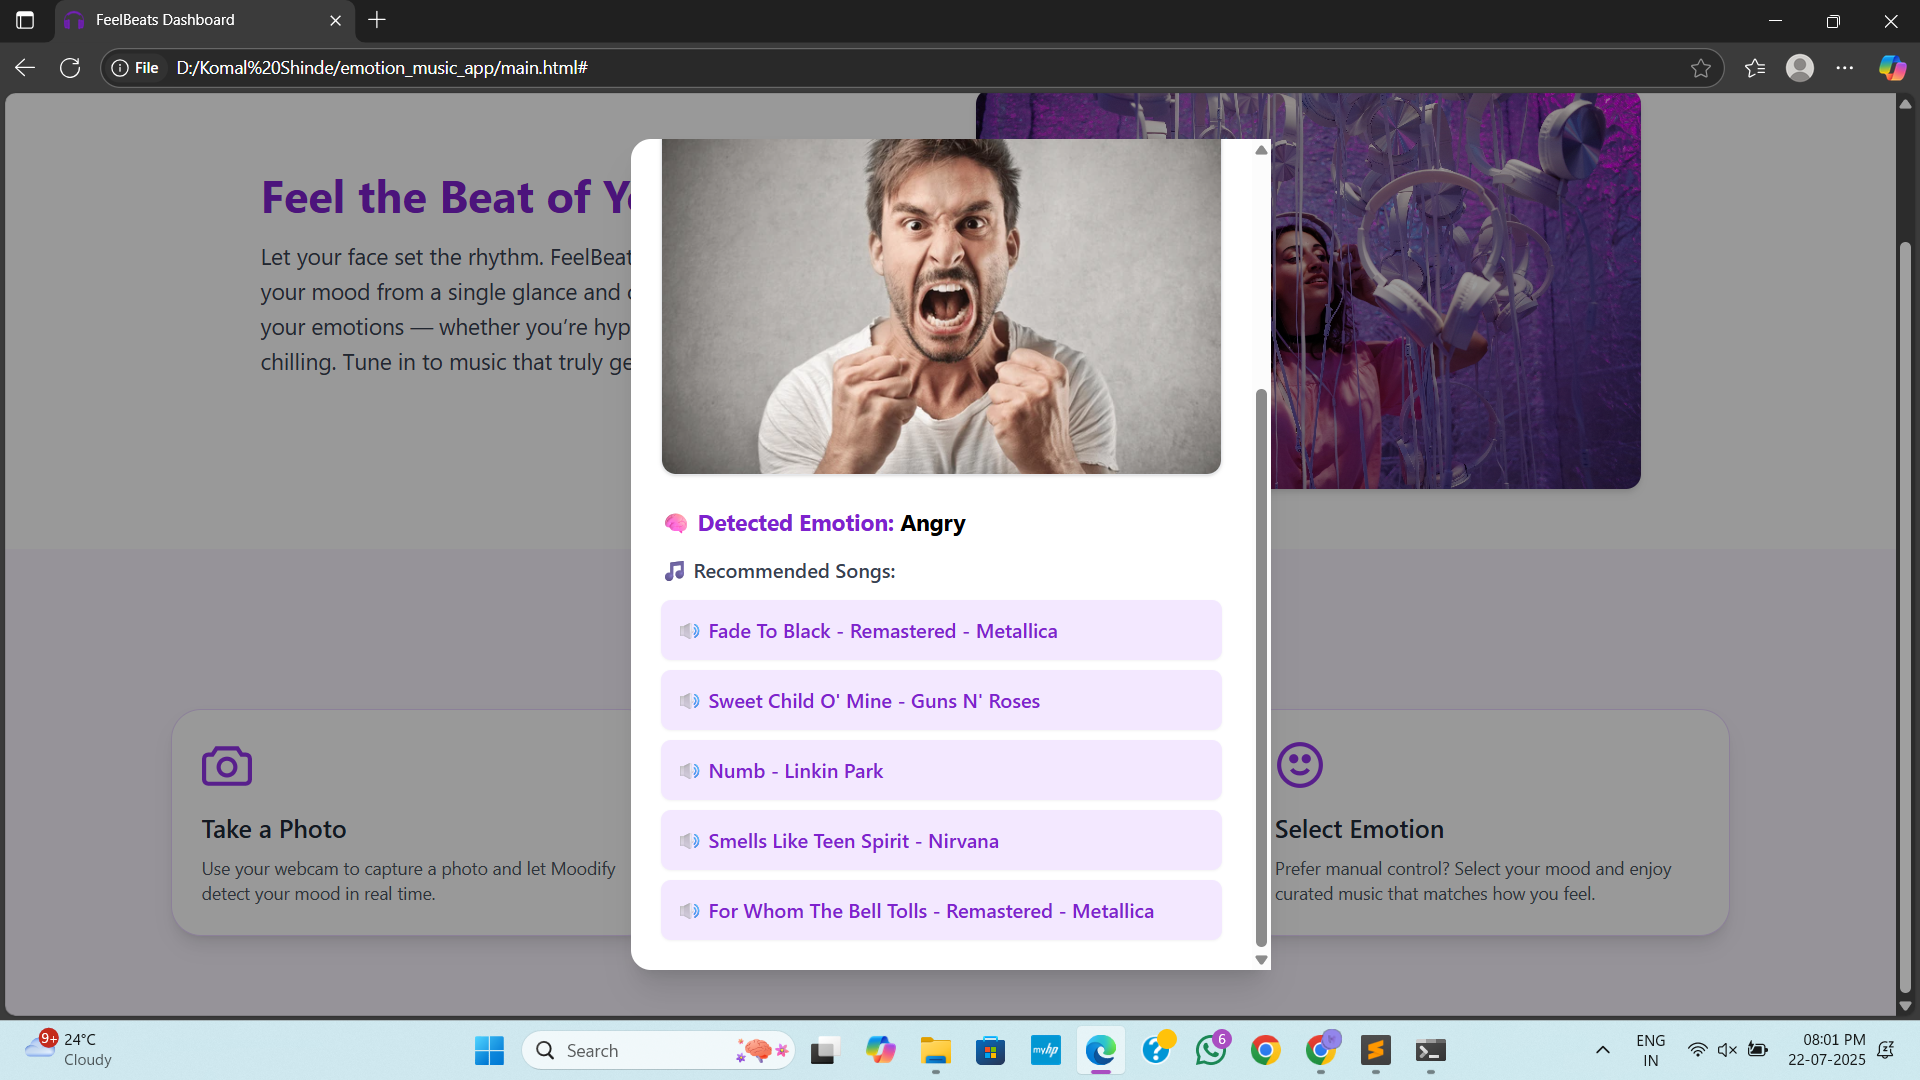 FeelBeats Dashboard
File
D:/Komal%20Shinde/emotion_music_app/main.html#
Feel the Beat of
Let your face set the rhythm.
your mood from a single glance and
your emotions — whether you’re
chilling. Tune in to music that truly
Detected Emotion: Angry
Recommended Songs:
Fade To Black - Remastered - Metallica
Sweet Child O' Mine - Guns N' Roses
Numb - Linkin Park
Smells Like Teen Spirit - Nirvana
For Whom The Bell Tolls - Remastered - Metallica
Take a Photo
Use your webcam to capture a photo and let Moodify
detect your mood in real time.
Select Emotion
Prefer manual control? Select your mood and enjoy
curated music that matches how you feel.
9+
24°C
Cloudy
Search
myhp
6
ENG
IN
08:01 PM
22-07-2025